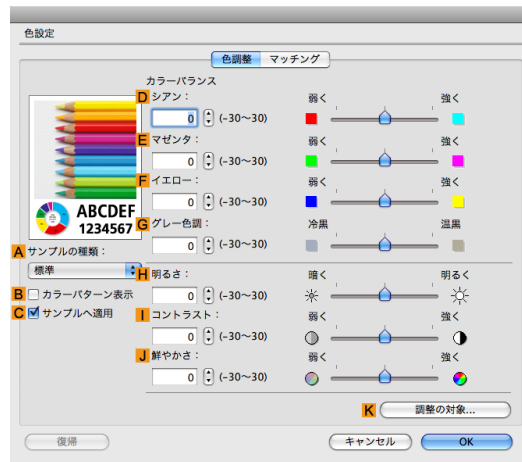 色設定
色調整 マッチング
カラーバランス
D シアン： 弱く 強く
0 (-30～30)
E マゼンタ： 弱く 強く
0 (-30～30)
F イエロー： 弱く 強く
0 (-30～30)
ABCDEF
1234567
G グレー色調： 冷黒 温黒
0 (-30～30)
A サンプルの種類：
標準
H 明るさ： 暗く 明るく
B カラーパターン表示
0 (-30～30)
C サンプルへ適用
I コントラスト： 弱く 強く
0 (-30～30)
J 鮮やかさ： 弱く 強く
0 (-30～30)
K 調整の対象...
復帰 キャンセル OK